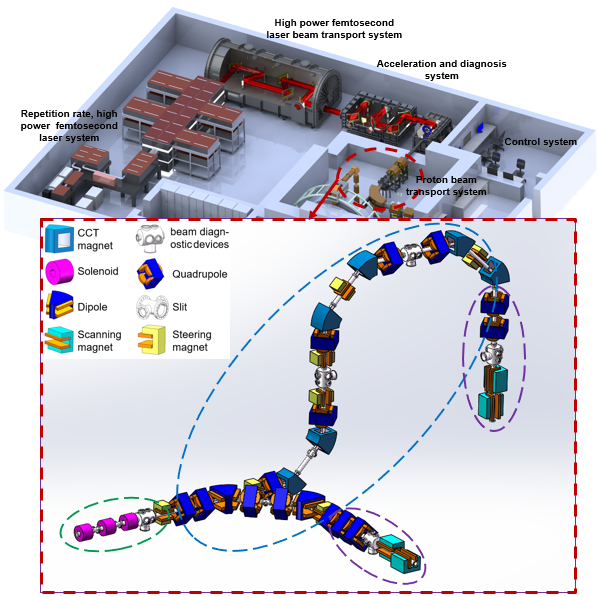 High power femtosecond
laser beam transport system
Acceleration and diagnosis
system
Repetition rate, high
power femtosecond
laser system
Control system
Proton beam
transport system
CCT
magnet
beam diagn-
ostic devices
Solenoid
Quadrupole
Dipole
Slit
Scanning
magnet
Steering
magnet